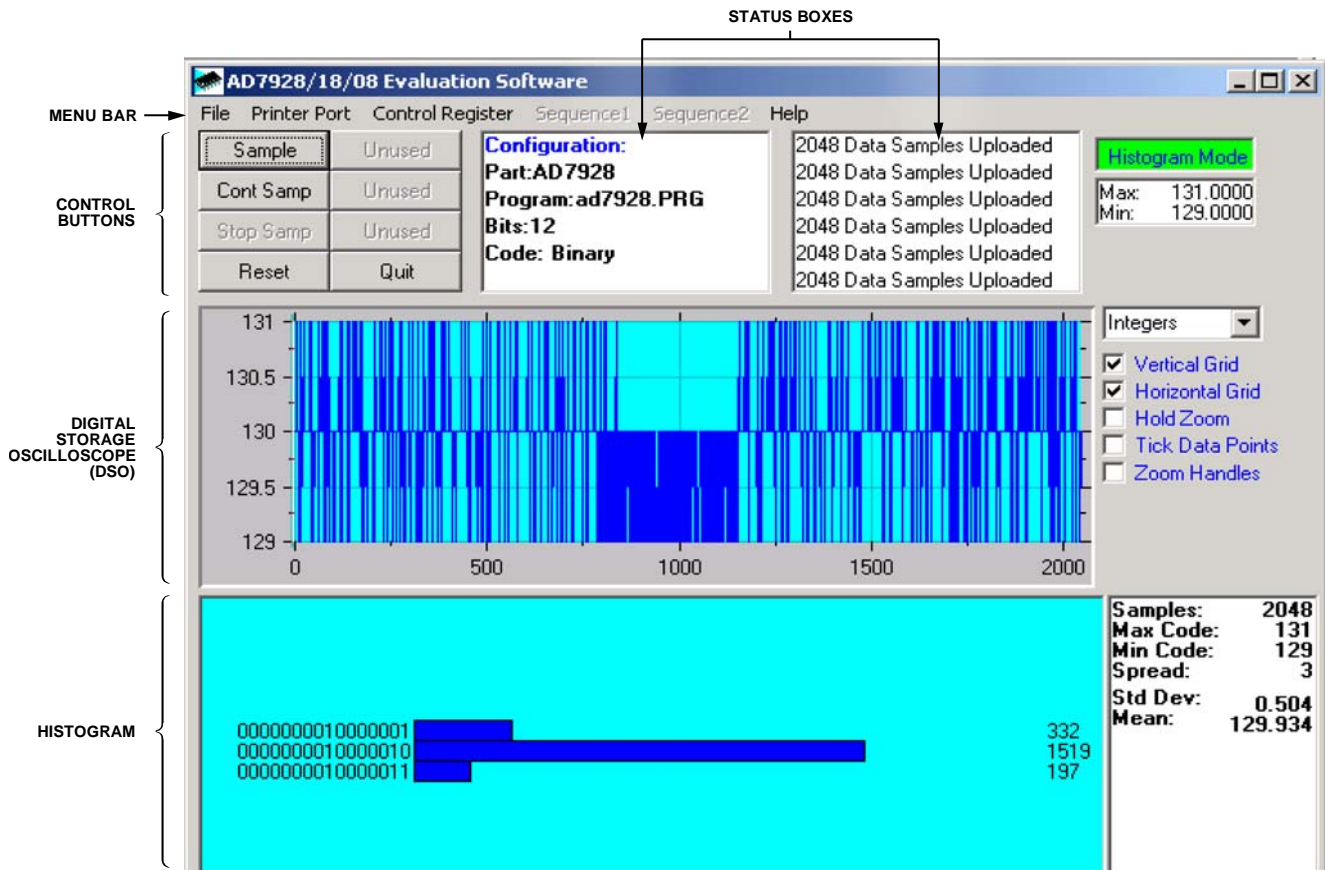 STATUS BOXES
AD7928/18/08 Evaluation Software
MENU BAR
File Printer Port Control Register Sequence1 Sequence2 Help
CONTROL
BUTTONS
Sample Unused
Cont Samp Unused
Stop Samp Unused
Reset Quit
Configuration:
Part:AD7928
Program:ad7928.PRG
Bits:12
Code: Binary
2048 Data Samples Uploaded
2048 Data Samples Uploaded
2048 Data Samples Uploaded
2048 Data Samples Uploaded
2048 Data Samples Uploaded
2048 Data Samples Uploaded
Histogram Mode
Max: 131.0000
Min: 129.0000
DIGITAL
STORAGE
OSCILLOSCOPE
(DSO)
131
130.5
130
129.5
129
0 500 1000 1500 2000
Integers
Vertical Grid
Horizontal Grid
Hold Zoom
Tick Data Points
Zoom Handles
HISTOGRAM
0000000010000001 332
0000000010000010 1519
0000000010000011 197
Samples: 2048
Max Code: 131
Min Code: 129
Spread: 3
Std Dev: 0.504
Mean: 129.934